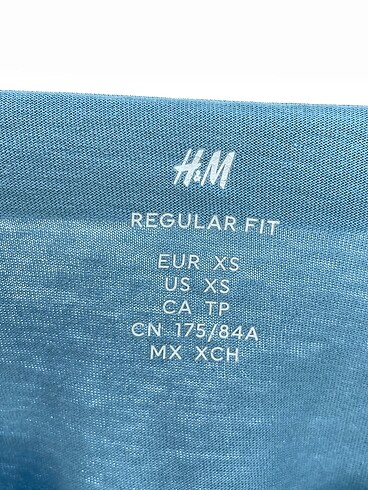 H&M
REGULAR FIT
EUR XS
US XS
CA TP
CN 175/84A
MX XCH